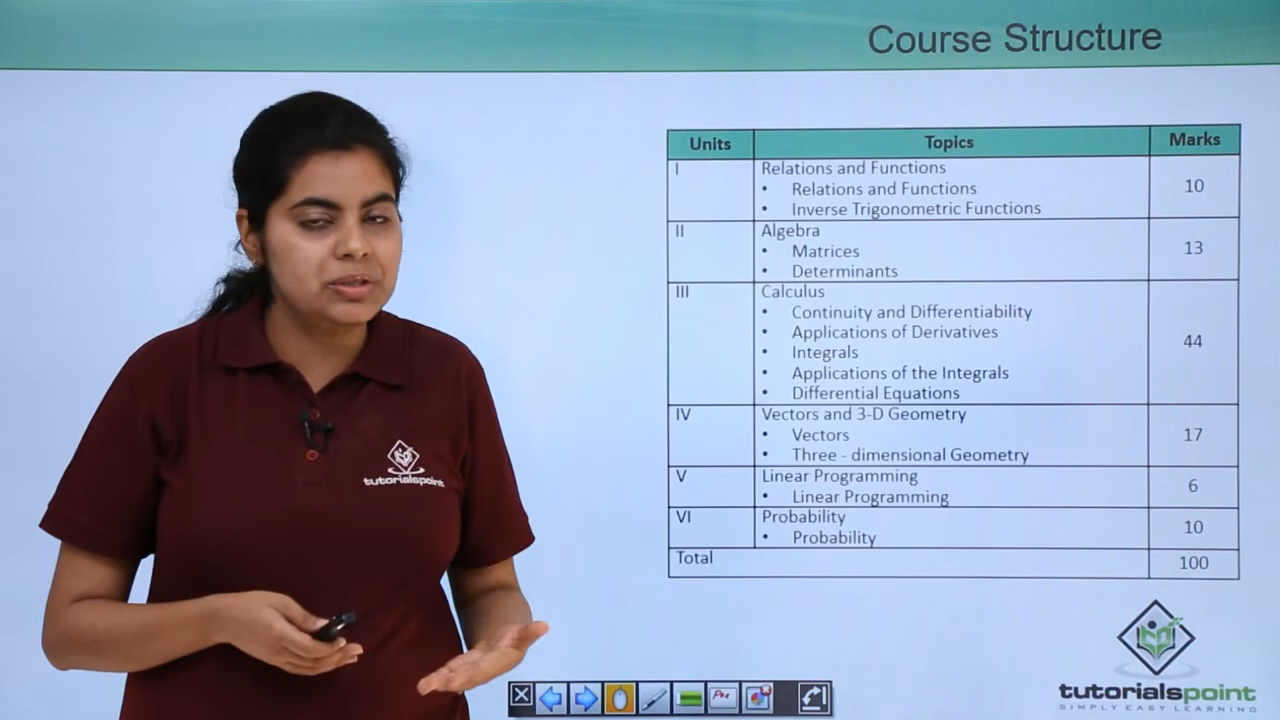 Course Structure
Units Topics Marks
I Relations and Functions 10
• Relations and Functions
• Inverse Trigonometric Functions
II Algebra 13
• Matrices
• Determinants
III Calculus 44
• Continuity and Differentiability
• Applications of Derivatives
• Integrals
• Applications of the Integrals
• Differential Equations
IV Vectors and 3-D Geometry 17
• Vectors
• Three - dimensional Geometry
V Linear Programming 6
• Linear Programming
VI Probability 10
• Probability
Total 100
tutorialspoint
tutorialspoint
SIMPLY EASY LEARNING